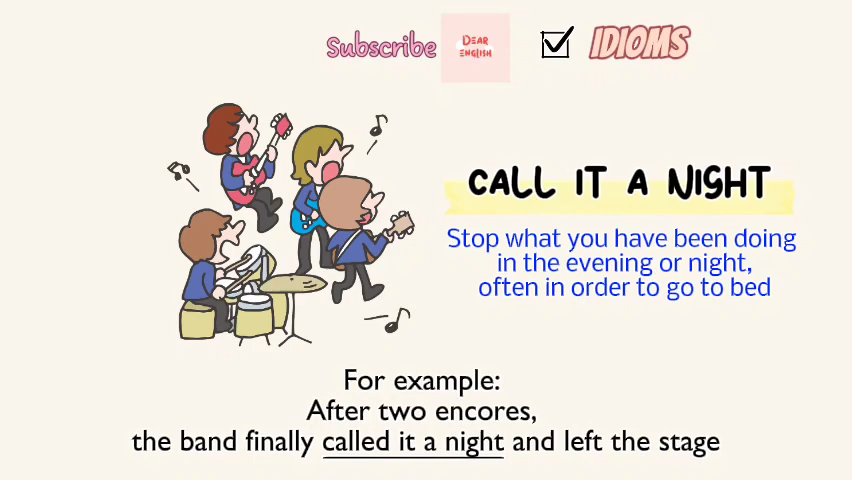 Subscribe
DEAR
ENGLISH
IDIOMS
CALL IT A NIGHT
Stop what you have been doing
in the evening or night,
often in order to go to bed
For example:
After two encores,
the band finally called it a night and left the stage